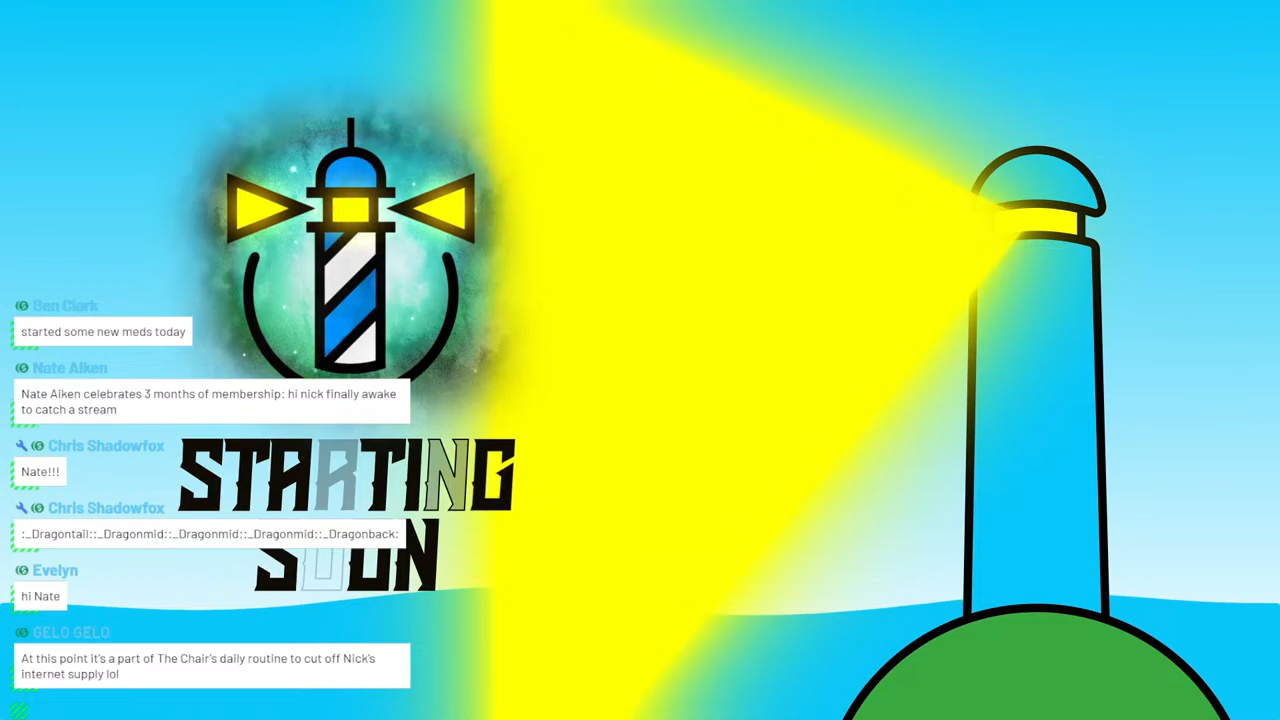 Ben Clark
started some new meds today
Nate Aiken
Nate Aiken celebrates 3 months of membership: hi nick finally awake
to catch a stream
Chris Shadowfox
Nate!!!
Chris Shadowfox
:_Dragontail::_Dragonmid::_Dragonmid::_Dragonmid::_Dragonback:
Evelyn
hi Nate
GELO GELO
At this point it's a part of The Chair's daily routine to cut off Nick's
internet supply lol
STARTING
SOON